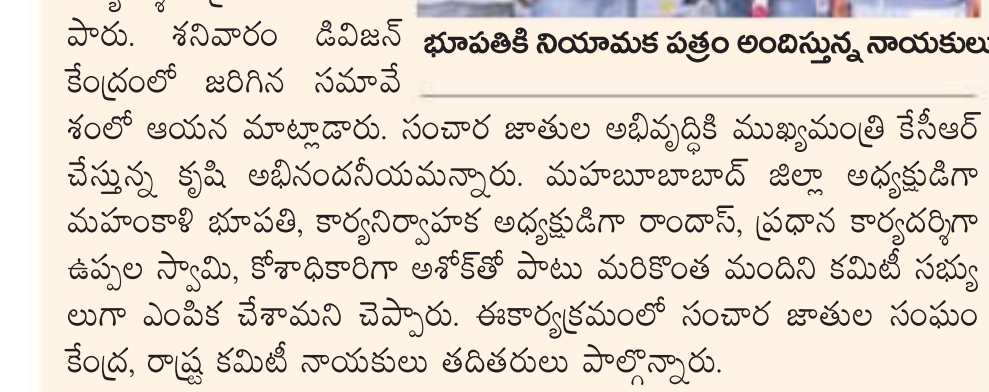 పారు. శనివారం డివిజన్
కేంద్రంలో జరిగిన సమావే
భూపతికి నియామక పత్రం అందిస్తున్న నాయకులు
శంలో ఆయన మాట్లాడారు. సంచార జాతుల అభివృద్ధికి ముఖ్యమంత్రి కేసీఆర్
చేస్తున్న కృషి అభినందనీయమన్నారు. మహబూబాబాద్ జిల్లా అధ్యక్షుడిగా
మహంకాళి భూపతి, కార్యనిర్వాహక అధ్యక్షుడిగా రాందాస్, ప్రధాన కార్యదర్శిగా
ఉప్పల స్వామి, కోశాధికారిగా అశోక్‌తో పాటు మరికొంత మందిని కమిటీ సభ్యు
లుగా ఎంపిక చేశామని చెప్పారు. ఈకార్యక్రమంలో సంచార జాతుల సంఘం
కేంద్ర, రాష్ట్ర కమిటీ నాయకులు తదితరులు పాల్గొన్నారు.